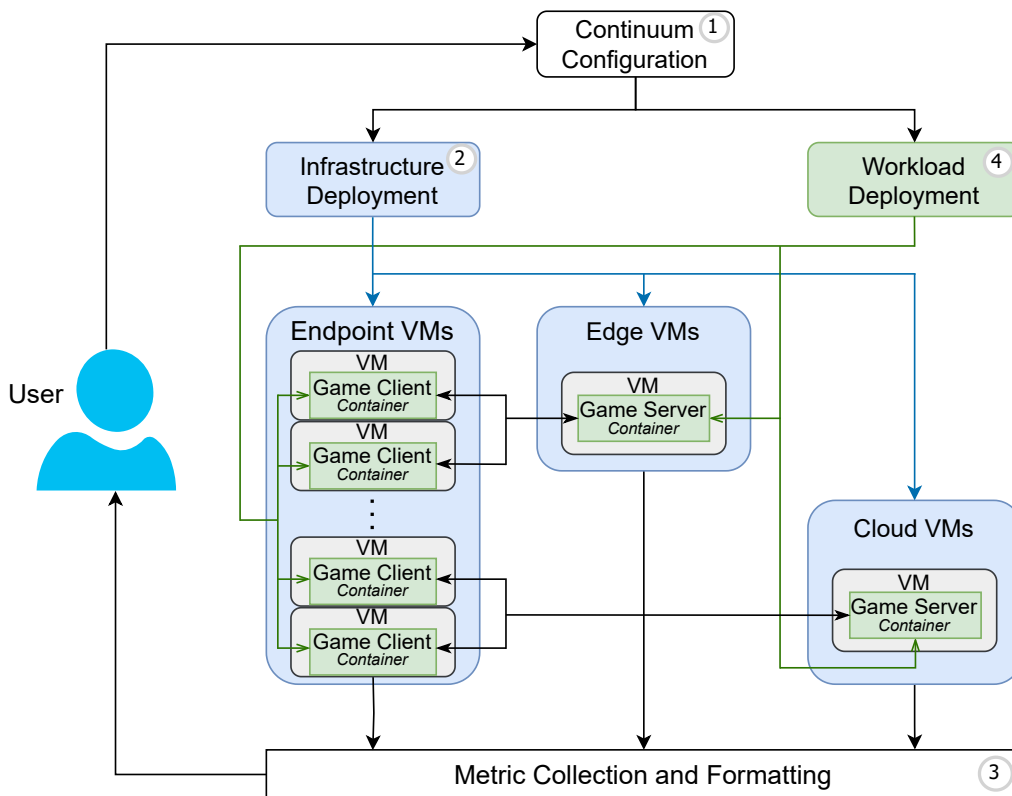 Continuum
Configuration
1
Infrastructure
Deployment
2
Workload
Deployment
4
User
Endpoint VMs
VM
Game Client
Container
VM
Game Client
Container
⋮
VM
Game Client
Container
VM
Game Client
Container
Edge VMs
VM
Game Server
Container
Cloud VMs
VM
Game Server
Container
Metric Collection and Formatting
3